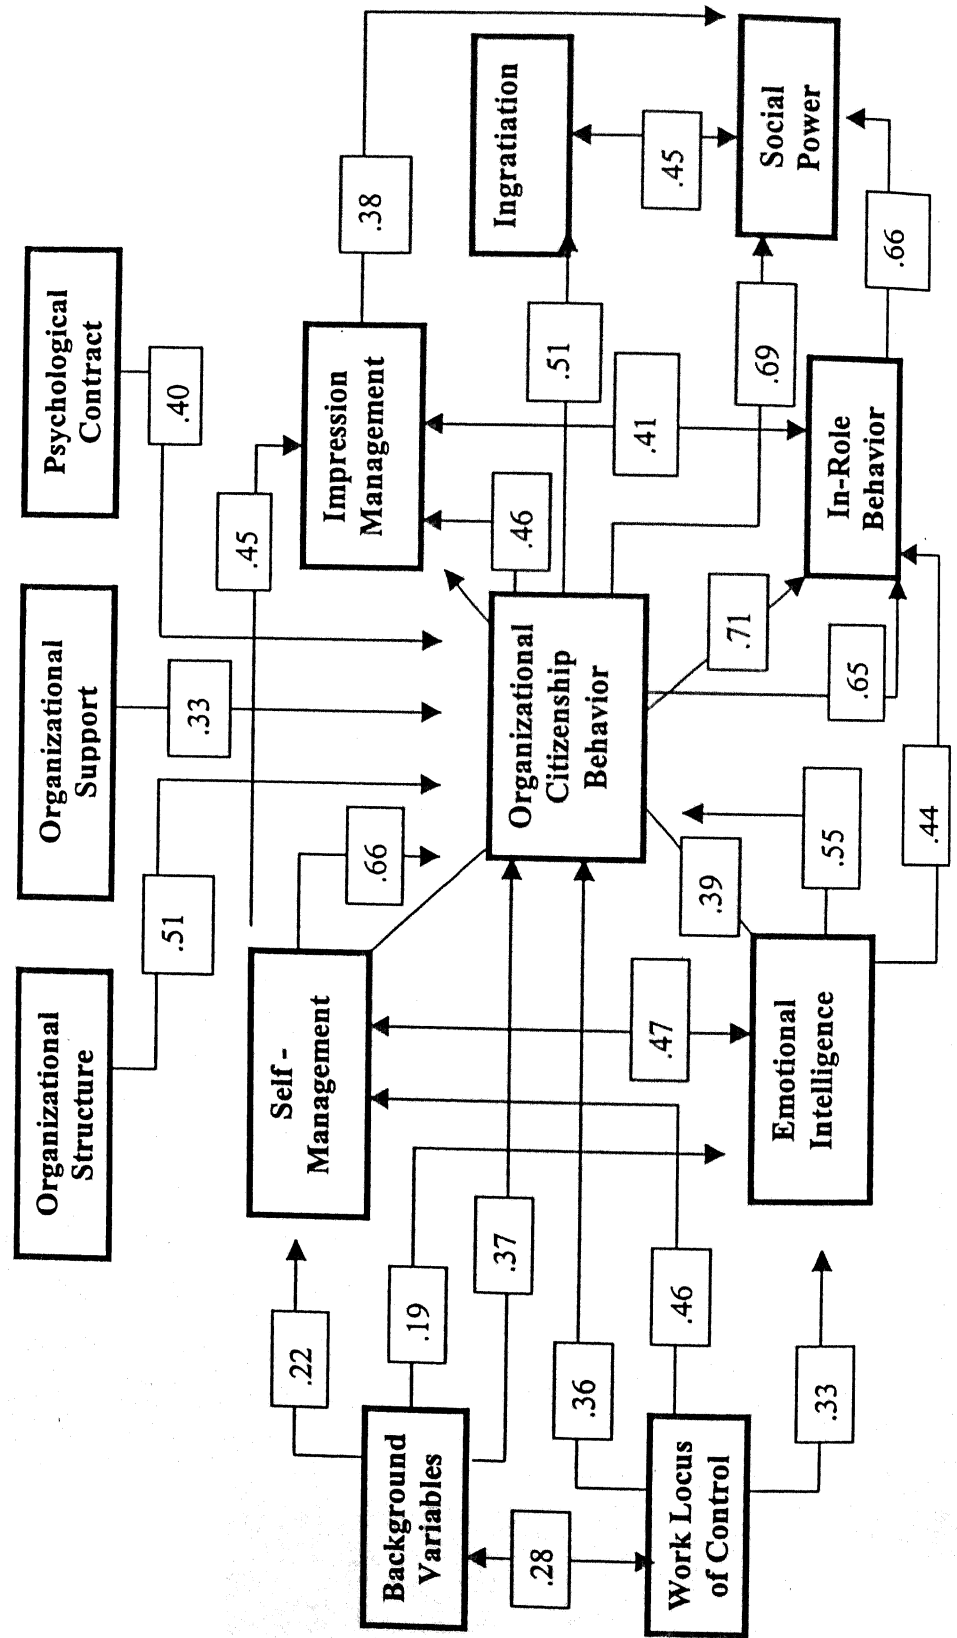 Organizational
Structure
Organizational
Support
Psychological
Contract
.51
.33
.40
.45
Self -
Management
.66
Impression
Management
.38
.22
Background
Variables
.19
.37
Organizational
Citizenship
Behavior
.46
.51
Ingratiation
.28
.36
.46
.47
.41
.45
.69
.71
.39
Work Locus
of Control
.33
Emotional
Intelligence
.55
.65
.44
In-Role
Behavior
.66
Social
Power